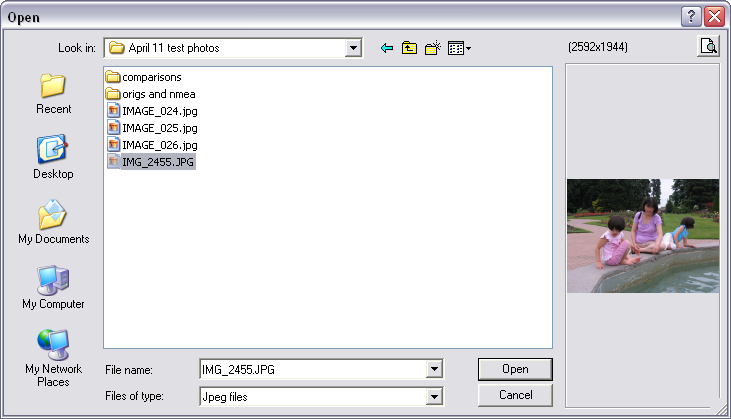 Open
Look in:
April 11 test photos
(2592x1944)
Recent
Desktop
My Documents
My Computer
My Network
Places
comparisons
origs and nmea
IMAGE_024.jpg
IMAGE_025.jpg
IMAGE_026.jpg
IMG_2455.JPG
File name:
IMG_2455.JPG
Open
Files of type:
Jpeg files
Cancel